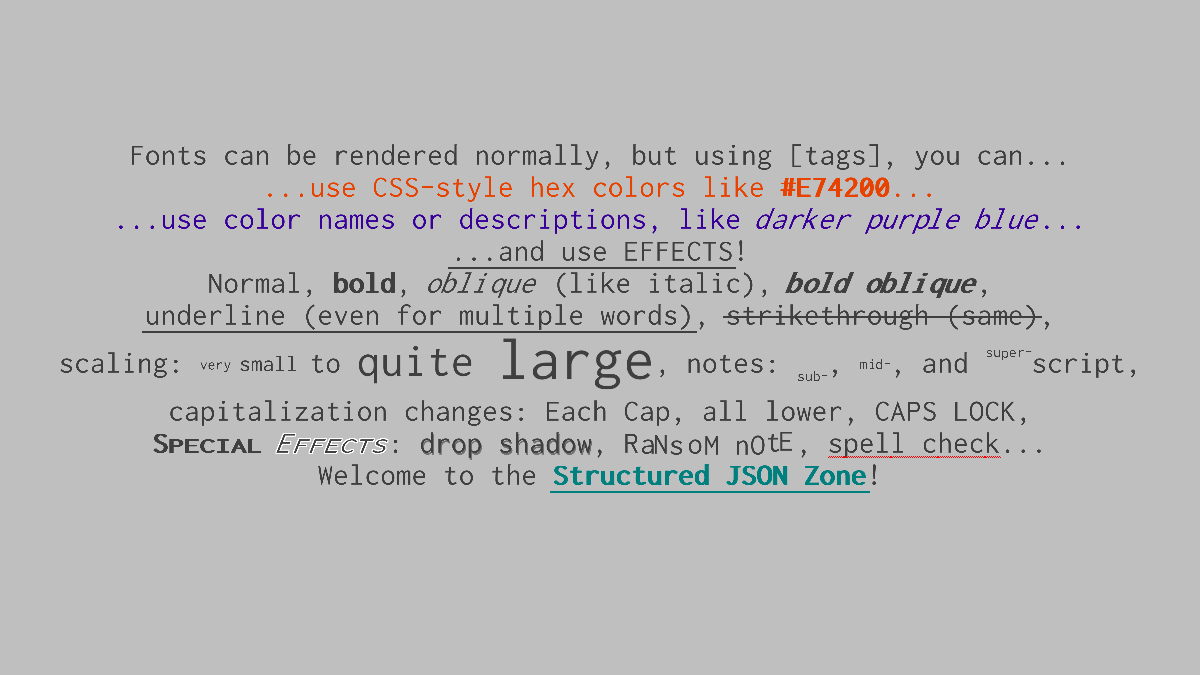 Fonts can be rendered normally, but using [tags], you can...
...use CSS-style hex colors like #E74200...
...use color names or descriptions, like darker purple blue...
...and use EFFECTS!
Normal, bold, oblique (like italic), bold oblique,
underline (even for multiple words), strikethrough (same),
scaling: very small to quite large, notes: sub-, mid-, and super-script,
capitalization changes: Each Cap, all lower, CAPS LOCK,
SPECIAL EFFECTS: drop shadow, RaNsoM nOtE, spell check...
Welcome to the Structured JSON Zone!